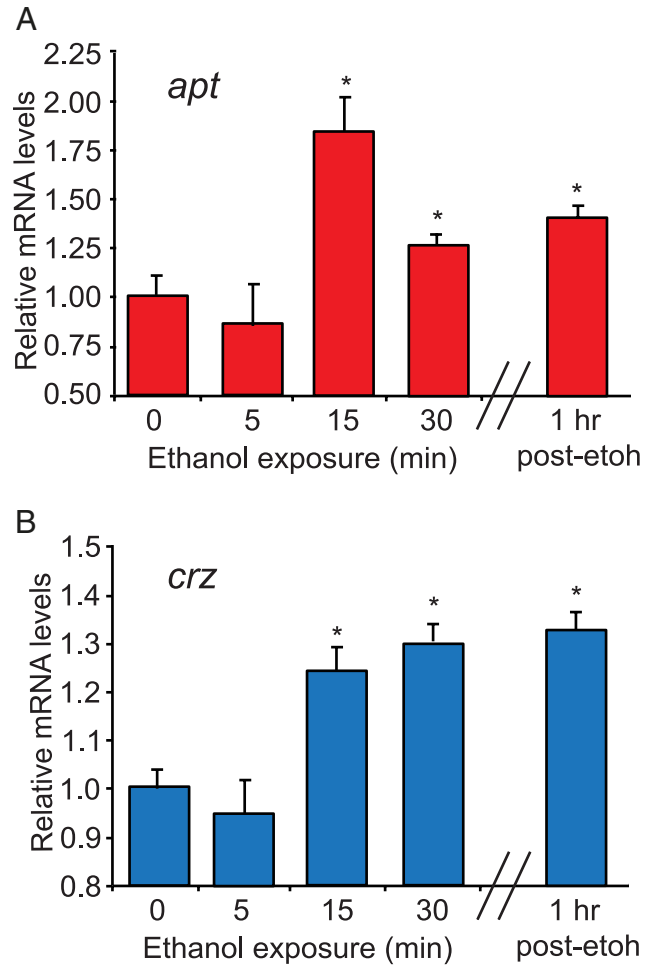 A
Relative mRNA levels
2.25
2.00
1.75
1.50
1.25
1.00
0.75
0.50
apt
*
*
*
0 5 15 30 1 hr
Ethanol exposure (min) post-etoh
B
Relative mRNA levels
1.5
1.4
1.3
1.2
1.1
1.0
0.9
0.8
crz
*
*
*
0 5 15 30 1 hr
Ethanol exposure (min) post-etoh